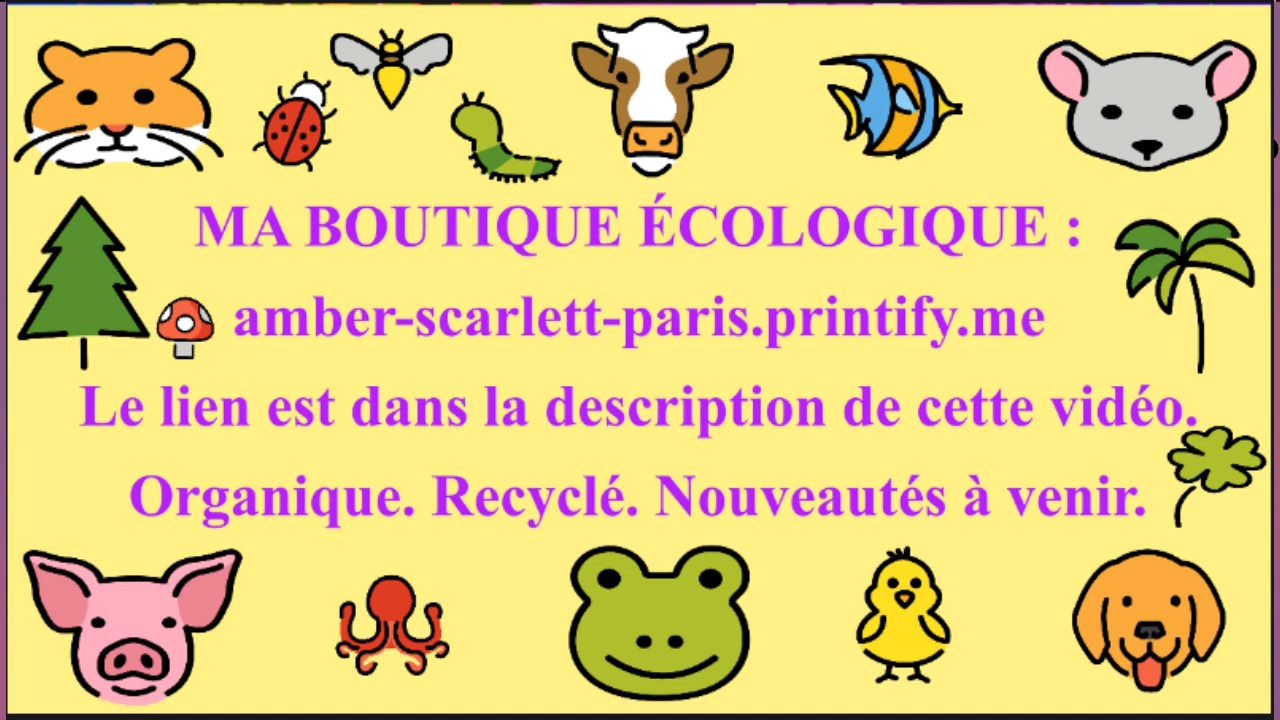 MA BOUTIQUE ÉCOLOGIQUE :
amber-scarlett-paris.printify.me
Le lien est dans la description de cette vidéo.
Organique. Recyclé. Nouveautés à venir.